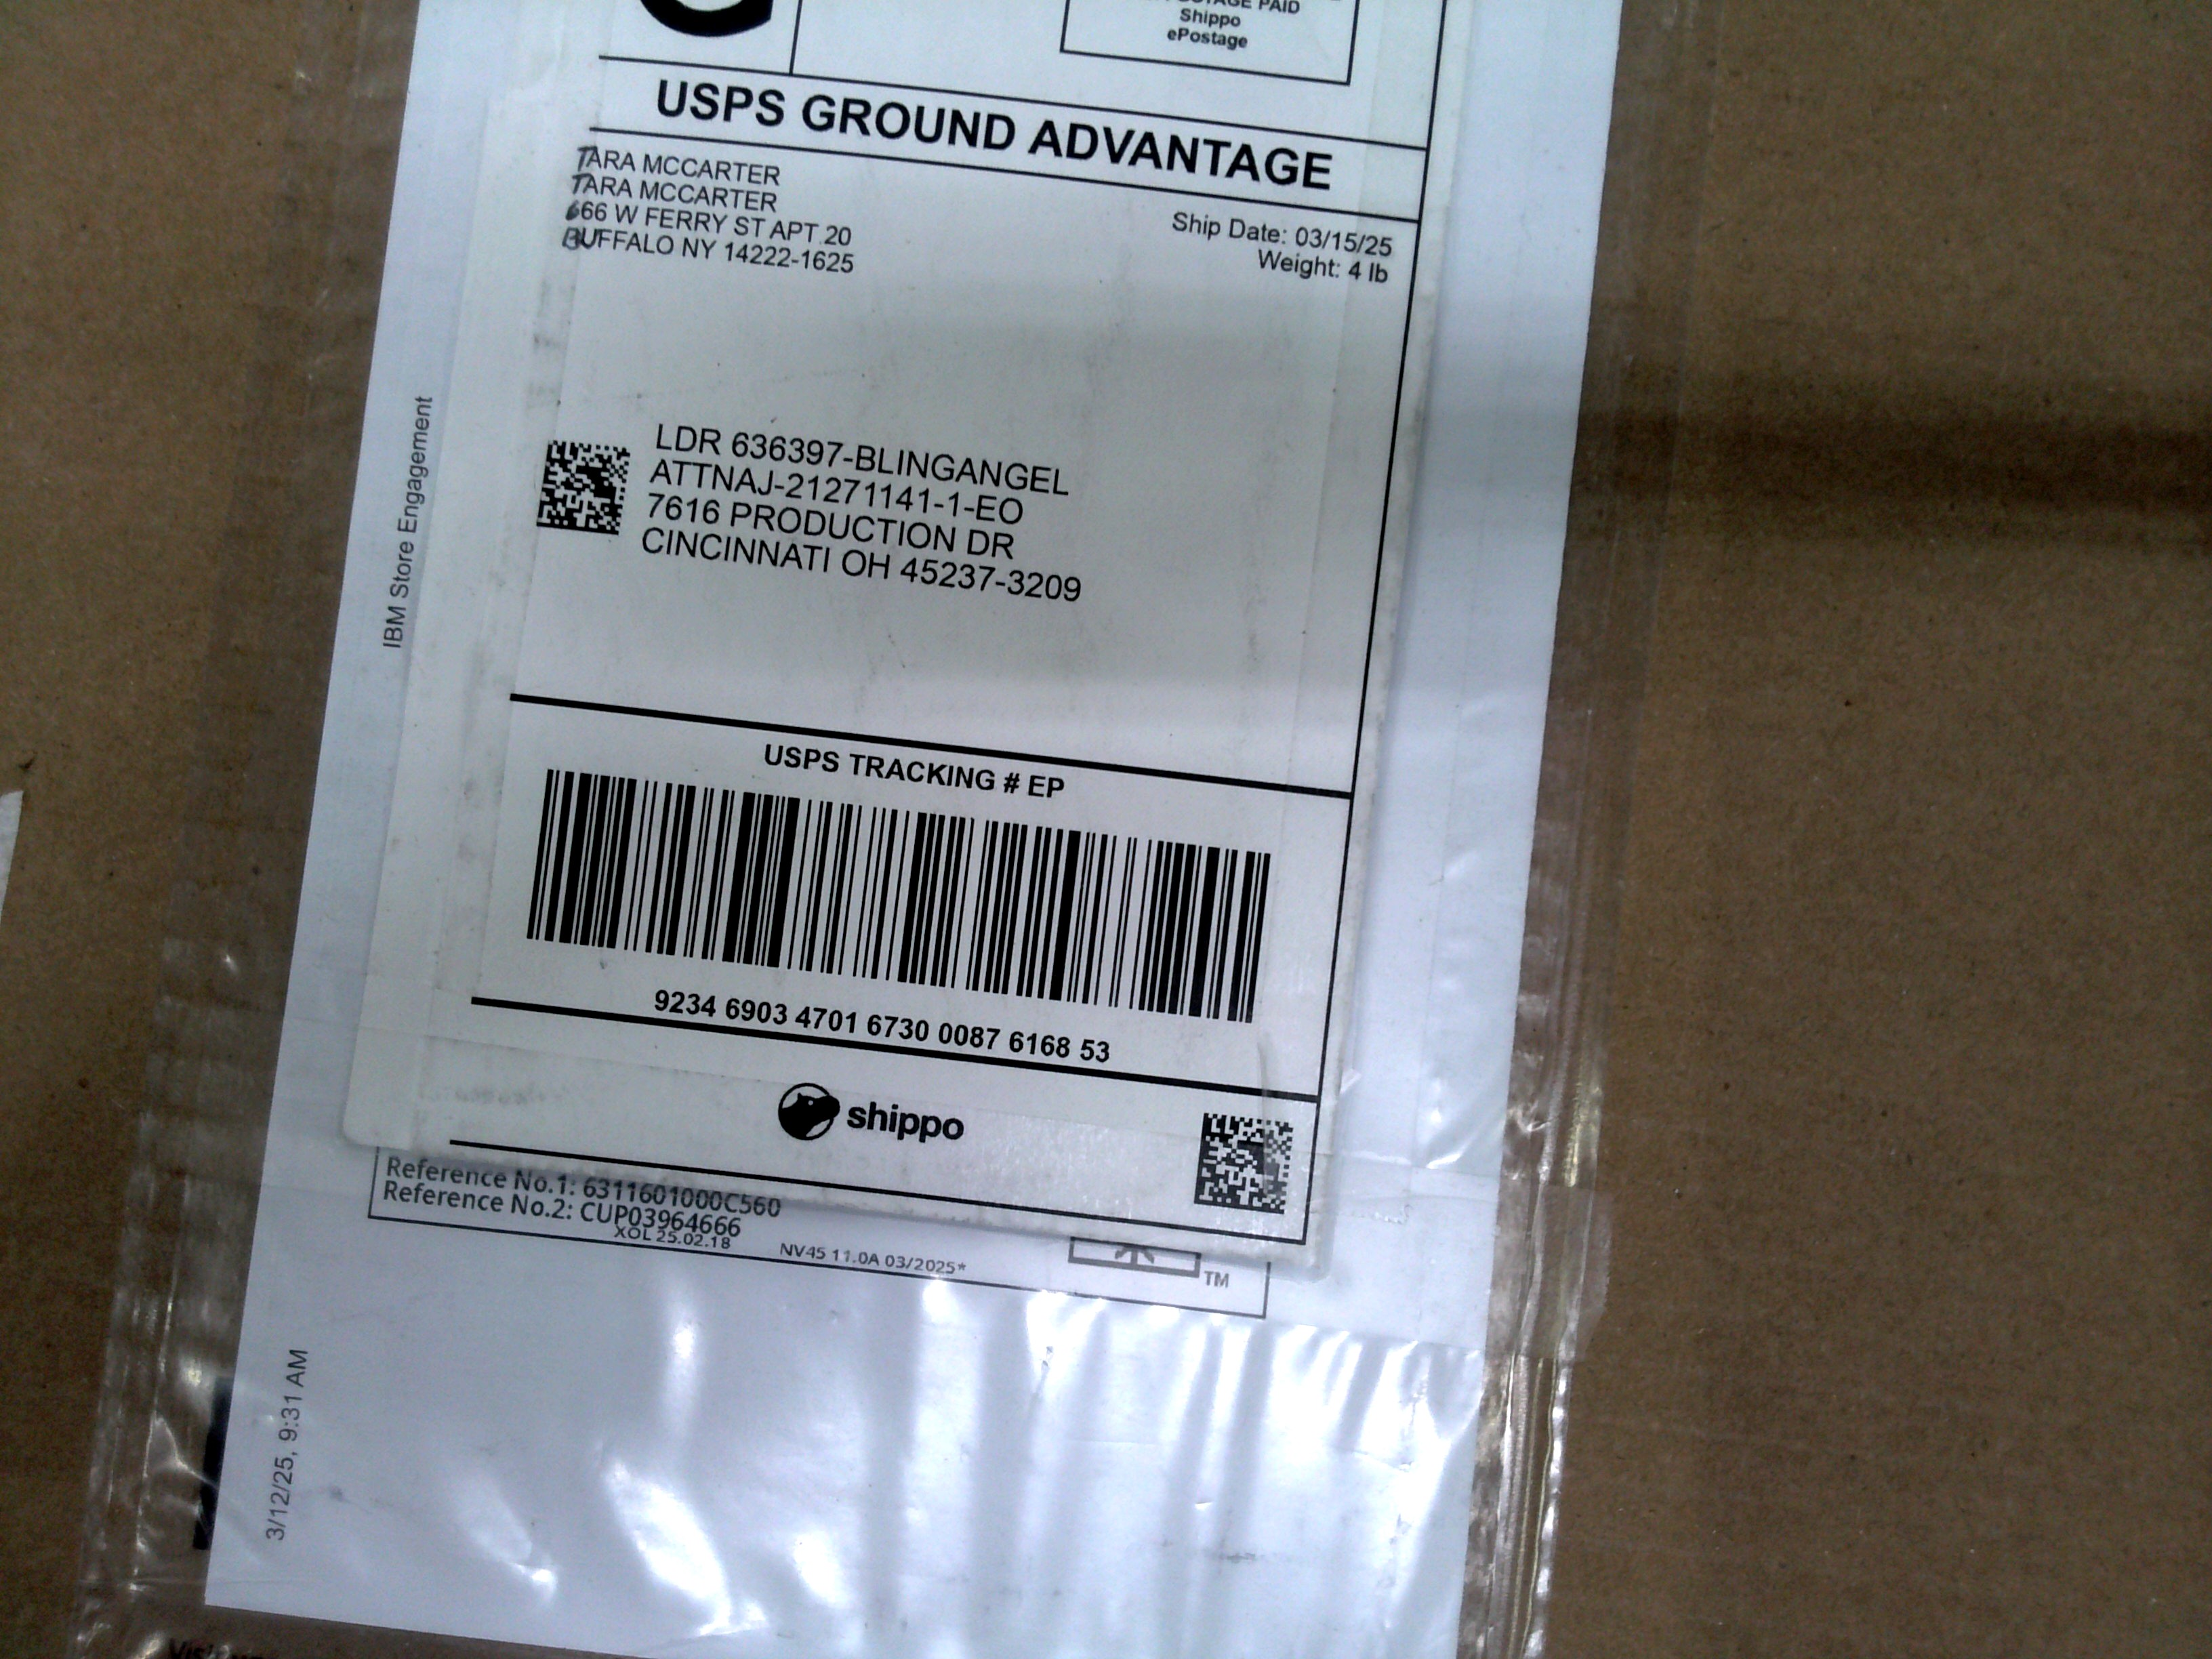 POSTAGE PAID
Shippo
ePostage
USPS GROUND ADVANTAGE
TARA MCCARTER
TARA MCCARTER
666 W FERRY ST APT 20
BUFFALO NY 14222-1625
Ship Date: 03/15/25
Weight: 4 lb
LDR 636397-BLINGANGEL
ATTNAJ-21271141-1-EO
7616 PRODUCTION DR
CINCINNATI OH 45237-3209
IBM Store Engagement
USPS TRACKING # EP
9234 6903 4701 6730 0087 6168 53
shippo
Reference No.1: 6311601000C560
Reference No.2: CUP03964666
XOL 25.02.18
NV45 11.0A 03/2025*
TM
3/12/25, 9:31 AM